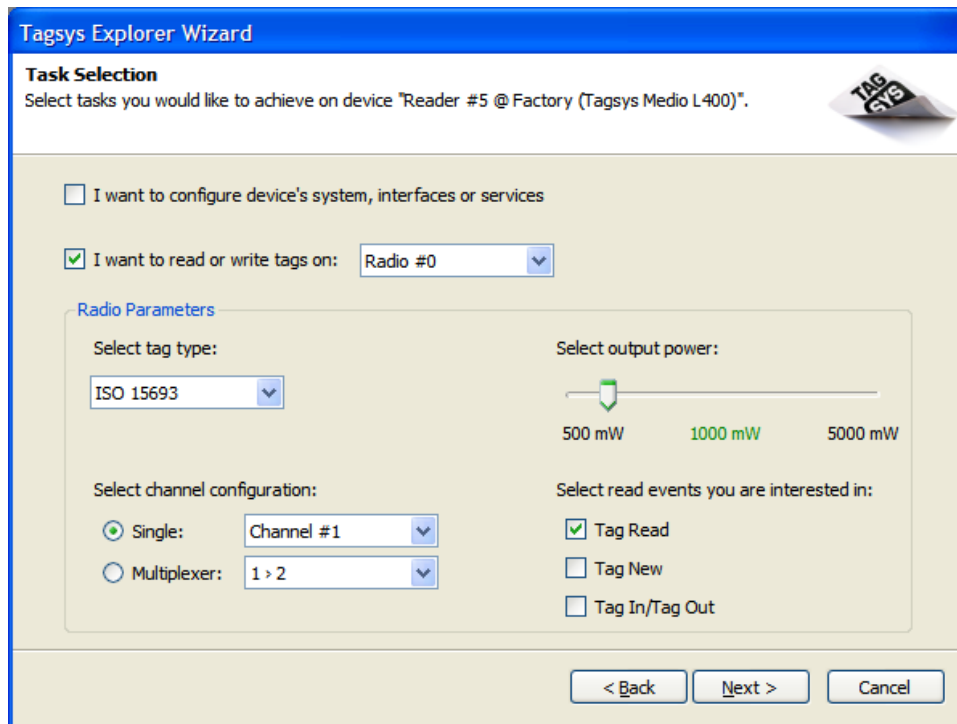 Tagsys Explorer Wizard
Task Selection
Select tasks you would like to achieve on device "Reader #5 @ Factory (Tagsys Medio L400)".
TAG
SYS
I want to configure device's system, interfaces or services
I want to read or write tags on: Radio #0
Radio Parameters
Select tag type: Select output power:
ISO 15693
500 mW 1000 mW 5000 mW
Select channel configuration: Select read events you are interested in:
Single: Channel #1 Tag Read
Multiplexer: 1 > 2 Tag New
Tag In/Tag Out
< Back Next > Cancel